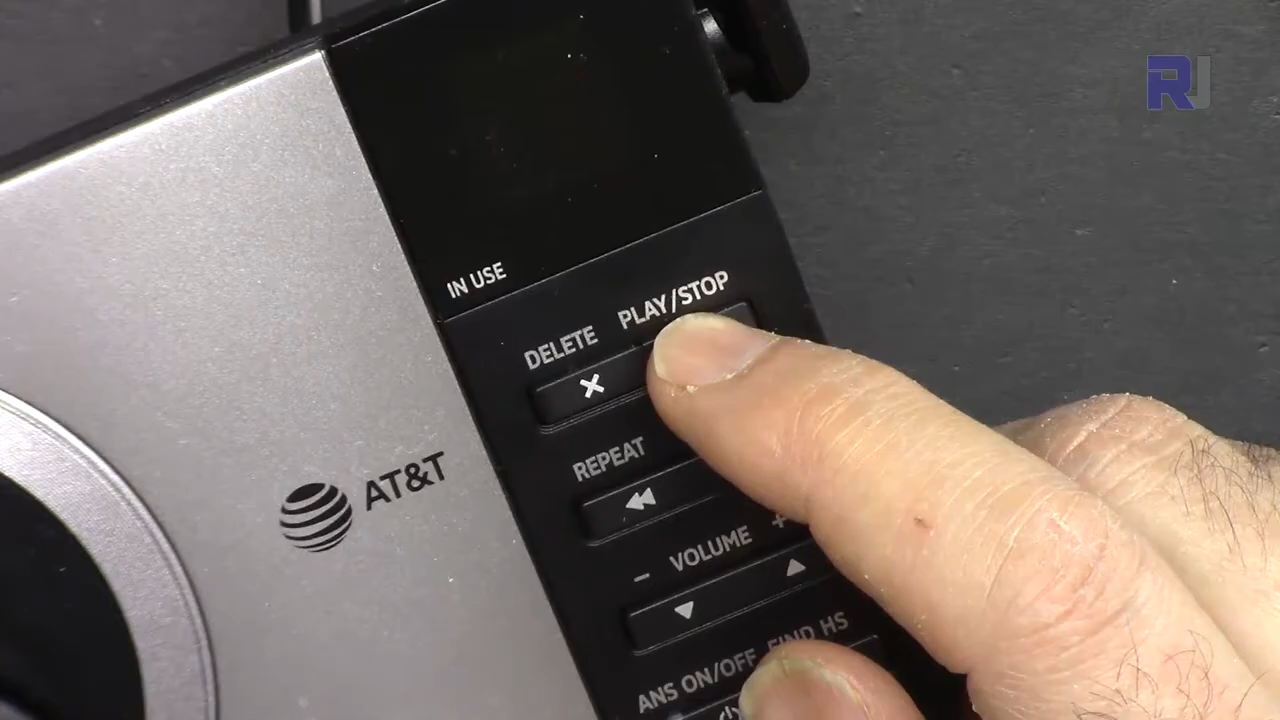 RJ
IN USE
DELETE PLAY/STOP
REPEAT
AT&T
- VOLUME +
ANS ON/OFF FIND HS